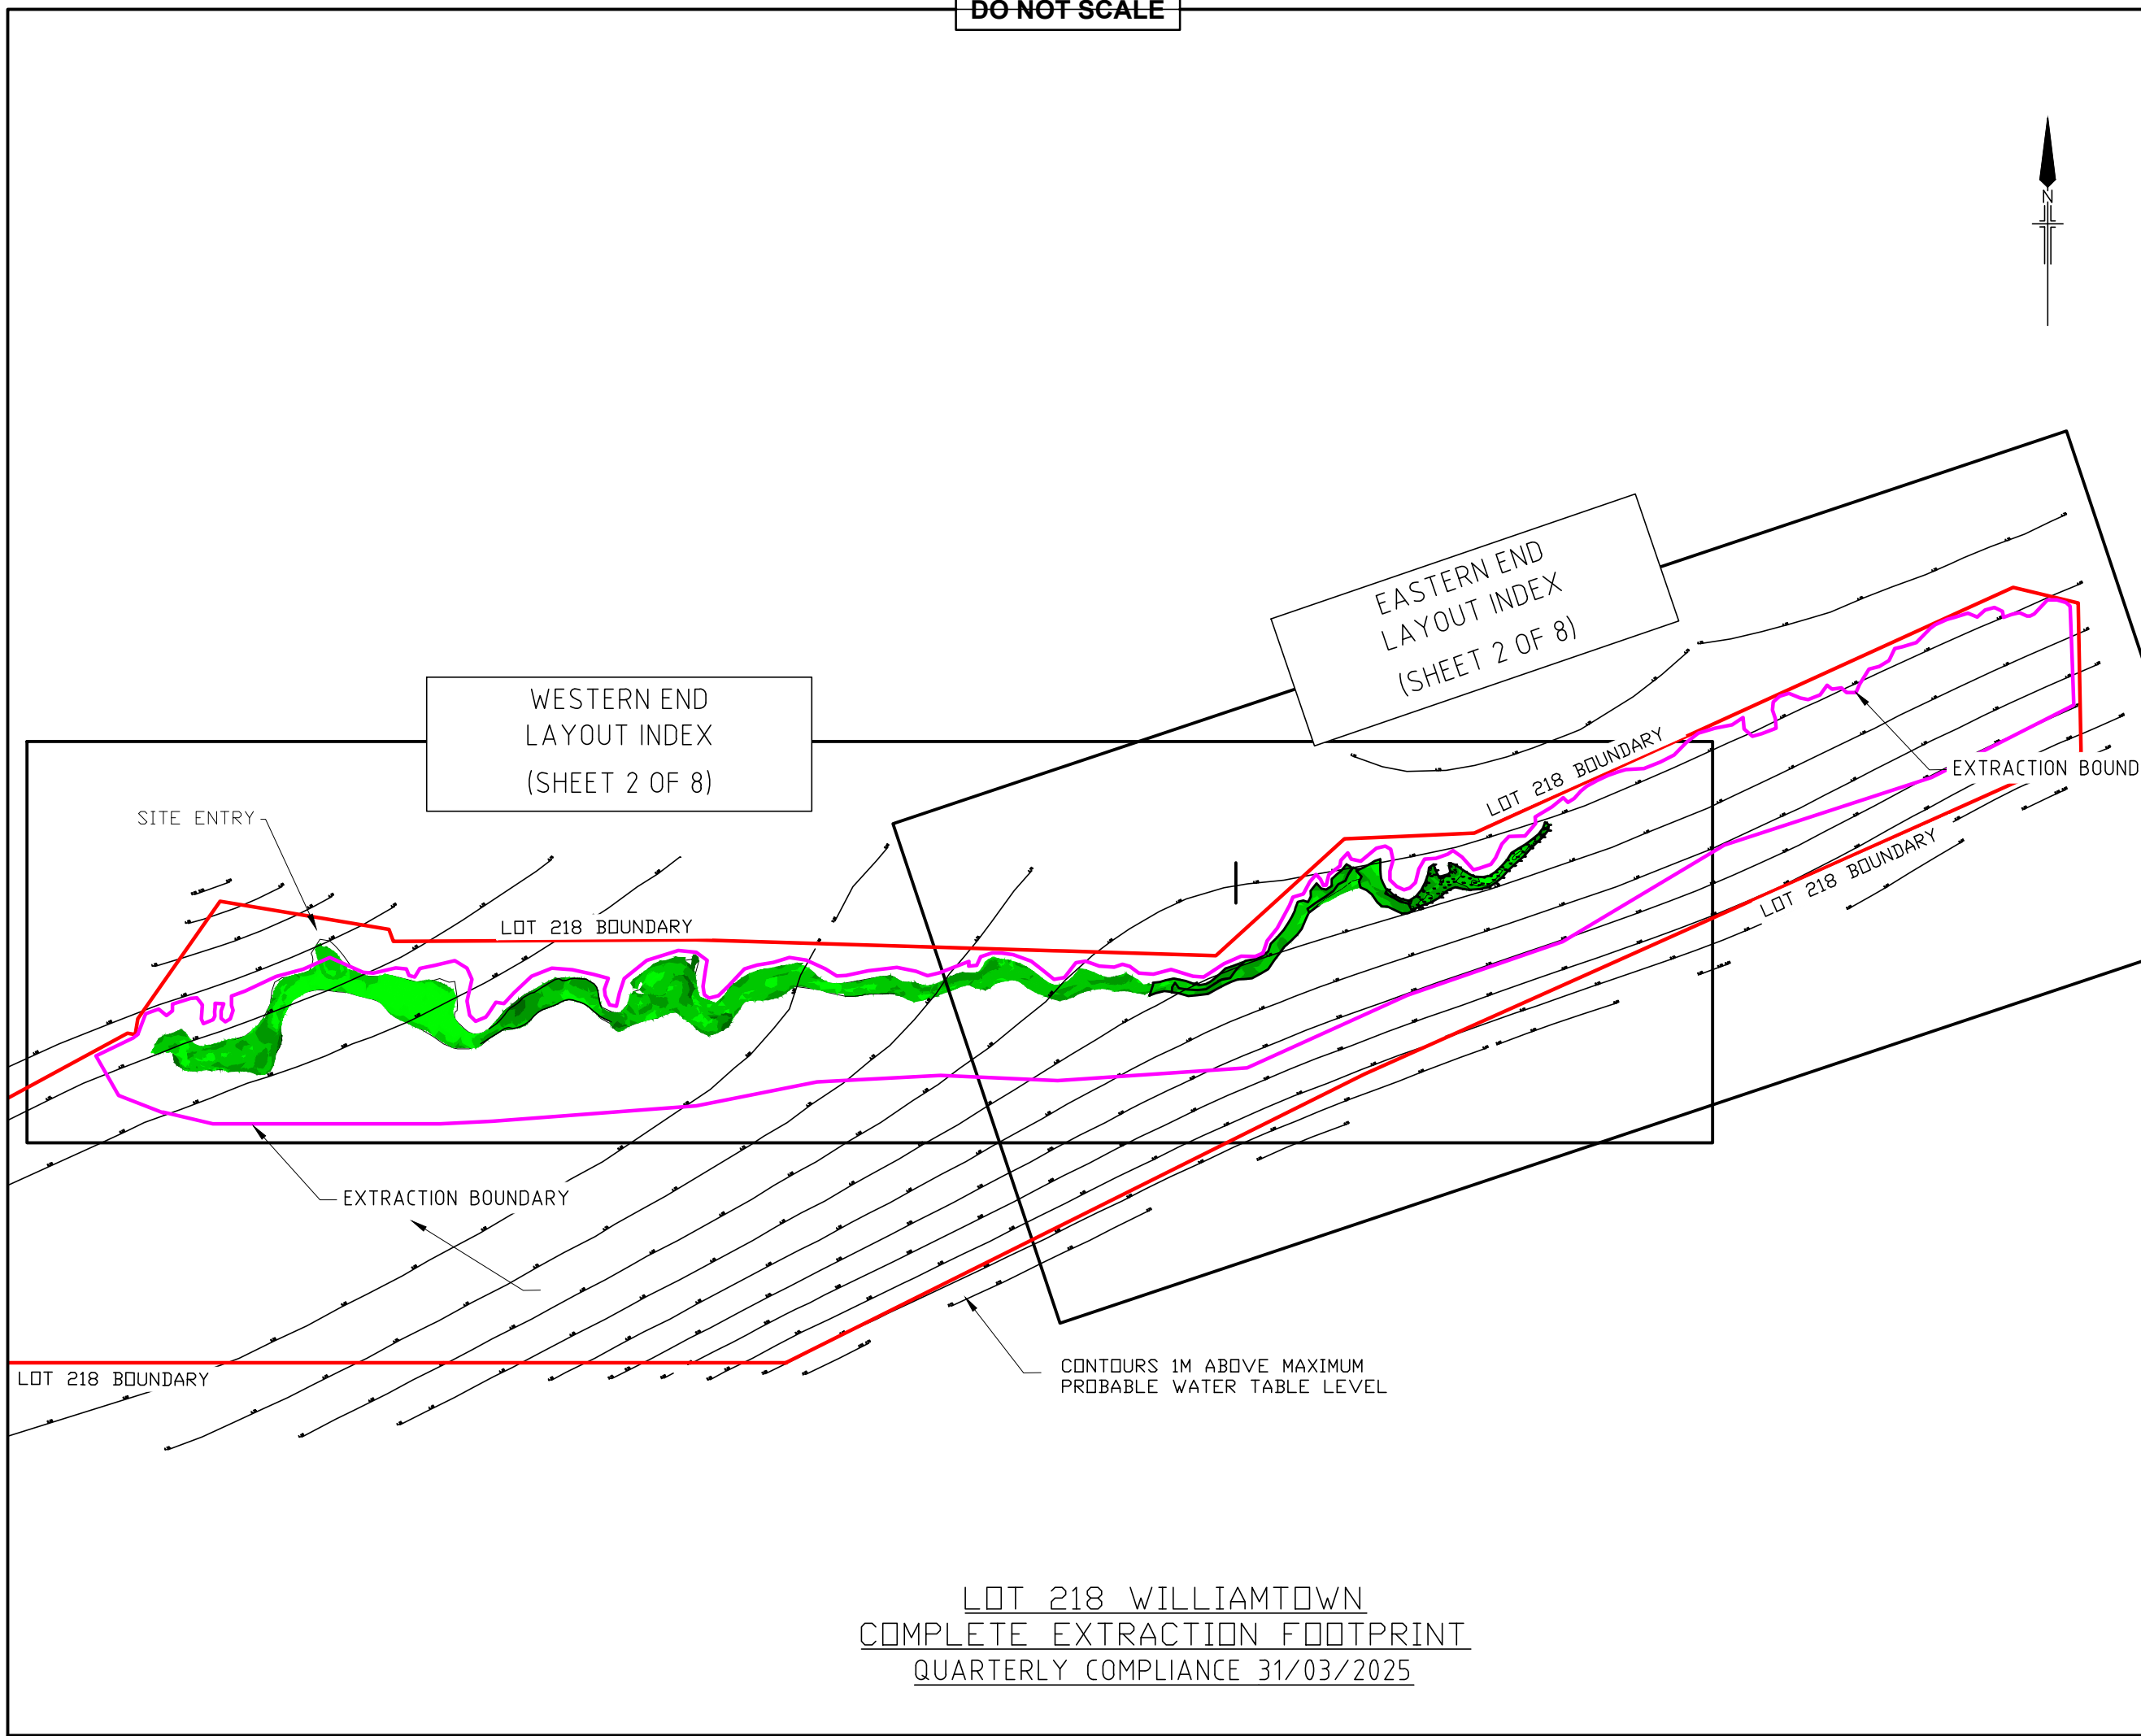 DO NOT SCALE
N
EASTERN END
LAYOUT INDEX
(SHEET 2 OF 8)
WESTERN END
LAYOUT INDEX
(SHEET 2 OF 8)
SITE ENTRY
LOT 218 BOUNDARY
LOT 218 BOUNDARY
EXTRACTION BOUND
LOT 218 BOUNDARY
EXTRACTION BOUNDARY
LOT 218 BOUNDARY
CONTOURS 1M ABOVE MAXIMUM
PROBABLE WATER TABLE LEVEL
LOT 218 WILLIAMTOWN
COMPLETE EXTRACTION FOOTPRINT
QUARTERLY COMPLIANCE 31/03/2025